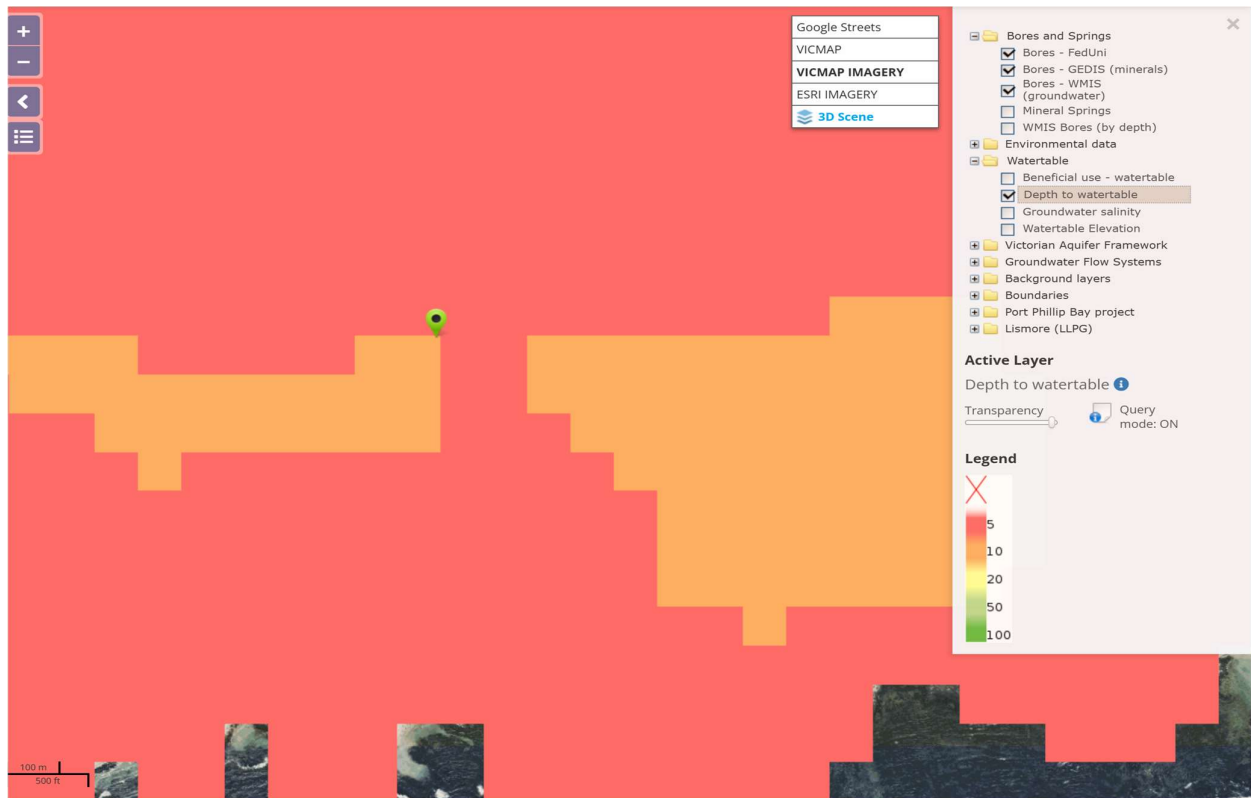 +
−
Google Streets
VICMAP
VICMAP IMAGERY
ESRI IMAGERY
3D Scene
Bores and Springs
Bores - FedUni
Bores - GEDIS (minerals)
Bores - WMIS
(groundwater)
Mineral Springs
WMIS Bores (by depth)
Environmental data
Watertable
Beneficial use - watertable
Depth to watertable
Groundwater salinity
Watertable Elevation
Victorian Aquifer Framework
Groundwater Flow Systems
Background layers
Boundaries
Port Phillip Bay project
Lismore (LLPG)
Active Layer
Depth to watertable
Transparency
Query
mode: ON
Legend
5
10
20
50
100
100 m
500 ft